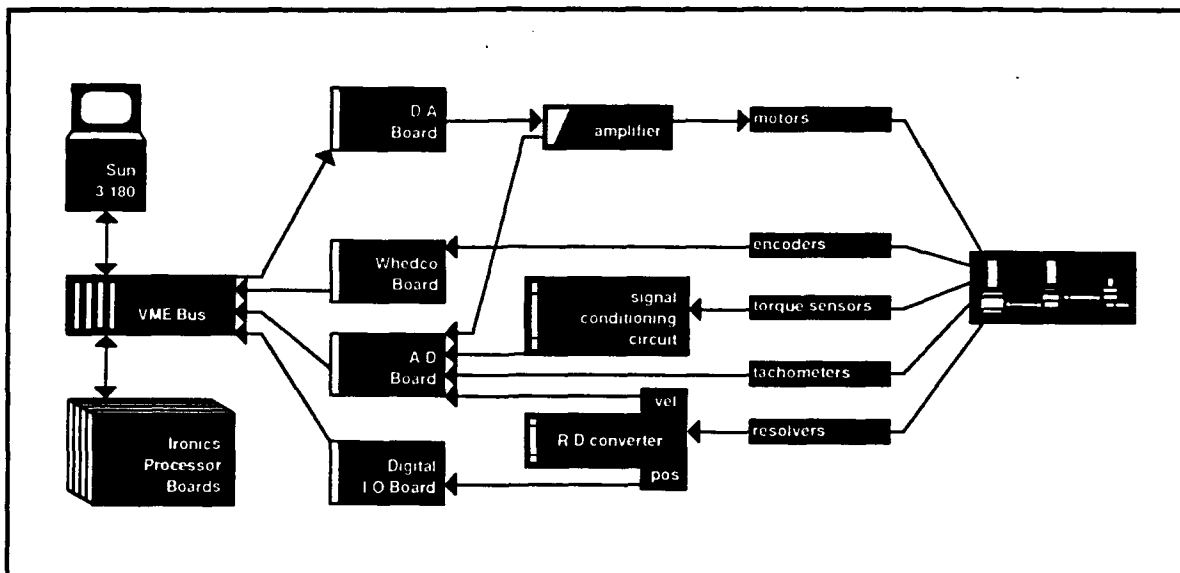 Sun
3 180
VME Bus
Ironics
Processor
Boards
D A
Board
Whedco
Board
A D
Board
Digital
I O Board
amplifier
signal
conditioning
circuit
vel
R D converter
pos
motors
encoders
torque sensors
tachometers
resolvers